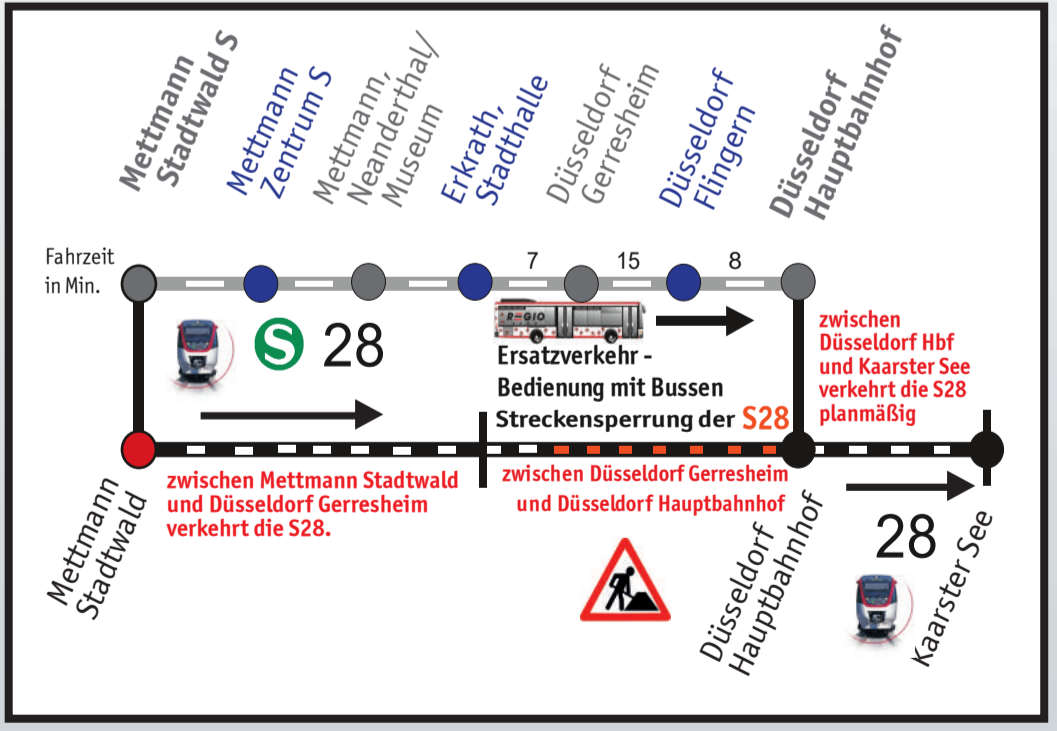 Mettmann
Stadtwald S
Mettmann
Zentrum S
Mettmann,
Neanderthal/
Museum
Erkrath,
Stadthalle
Düsseldorf
Gerresheim
Düsseldorf
Flingern
Düsseldorf
Hauptbahnhof
Fahrzeit
in Min.
7
15
8
S 28
REGIO
Ersatzverkehr -
Bedienung mit Bussen
Streckensperrung der S28
zwischen
Düsseldorf Hbf
und Kaarster See
verkehrt die S28
planmäßig
zwischen Mettmann Stadtwald
und Düsseldorf Gerresheim
verkehrt die S28.
zwischen Düsseldorf Gerresheim
und Düsseldorf Hauptbahnhof
Mettmann
Stadtwald
Düsseldorf
Hauptbahnhof
28
Kaarster See